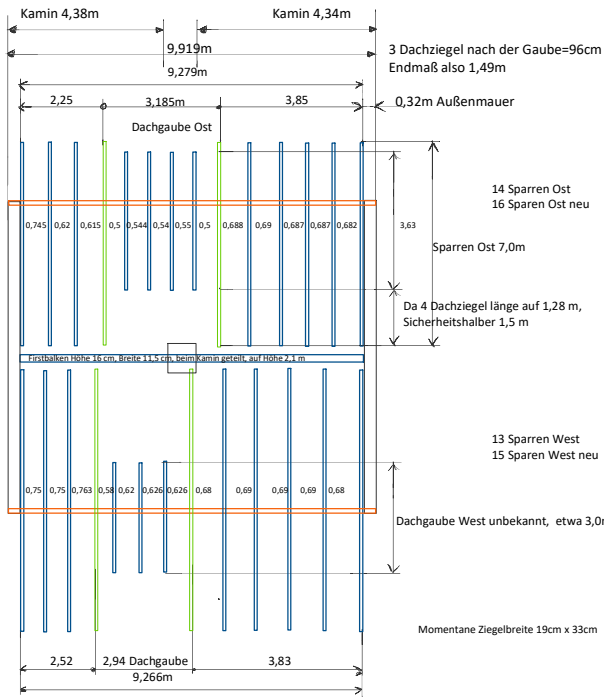 Kamin 4,38m
Kamin 4,34m
9,919m
3 Dachziegel nach der Gaube=96cm
Endmaß also 1,49m
9,279m
2,25
3,185m
3,85
0,32m Außenmauer
Dachgaube Ost
14 Sparren Ost
16 Sparen Ost neu
0,745
0,62
0,615
0,5
0,544
0,54
0,55
0,5
0,688
0,69
0,687
0,687
0,682
3,63
Sparren Ost 7,0m
Da 4 Dachziegel länge auf 1,28 m,
Sicherheitshalber 1,5 m
Firstbalken Höhe 16 cm, Breite 11,5 cm, beim Kamin geteilt, auf Höhe 2,1 m
13 Sparren West
15 Sparen West neu
0,75
0,75
0,763
0,58
0,62
0,626
0,626
0,68
0,69
0,69
0,69
0,68
Dachgaube West unbekannt, etwa 3,0
Momentane Ziegelbreite 19cm x 33cm
2,52
2,94 Dachgaube
3,83
9,266m